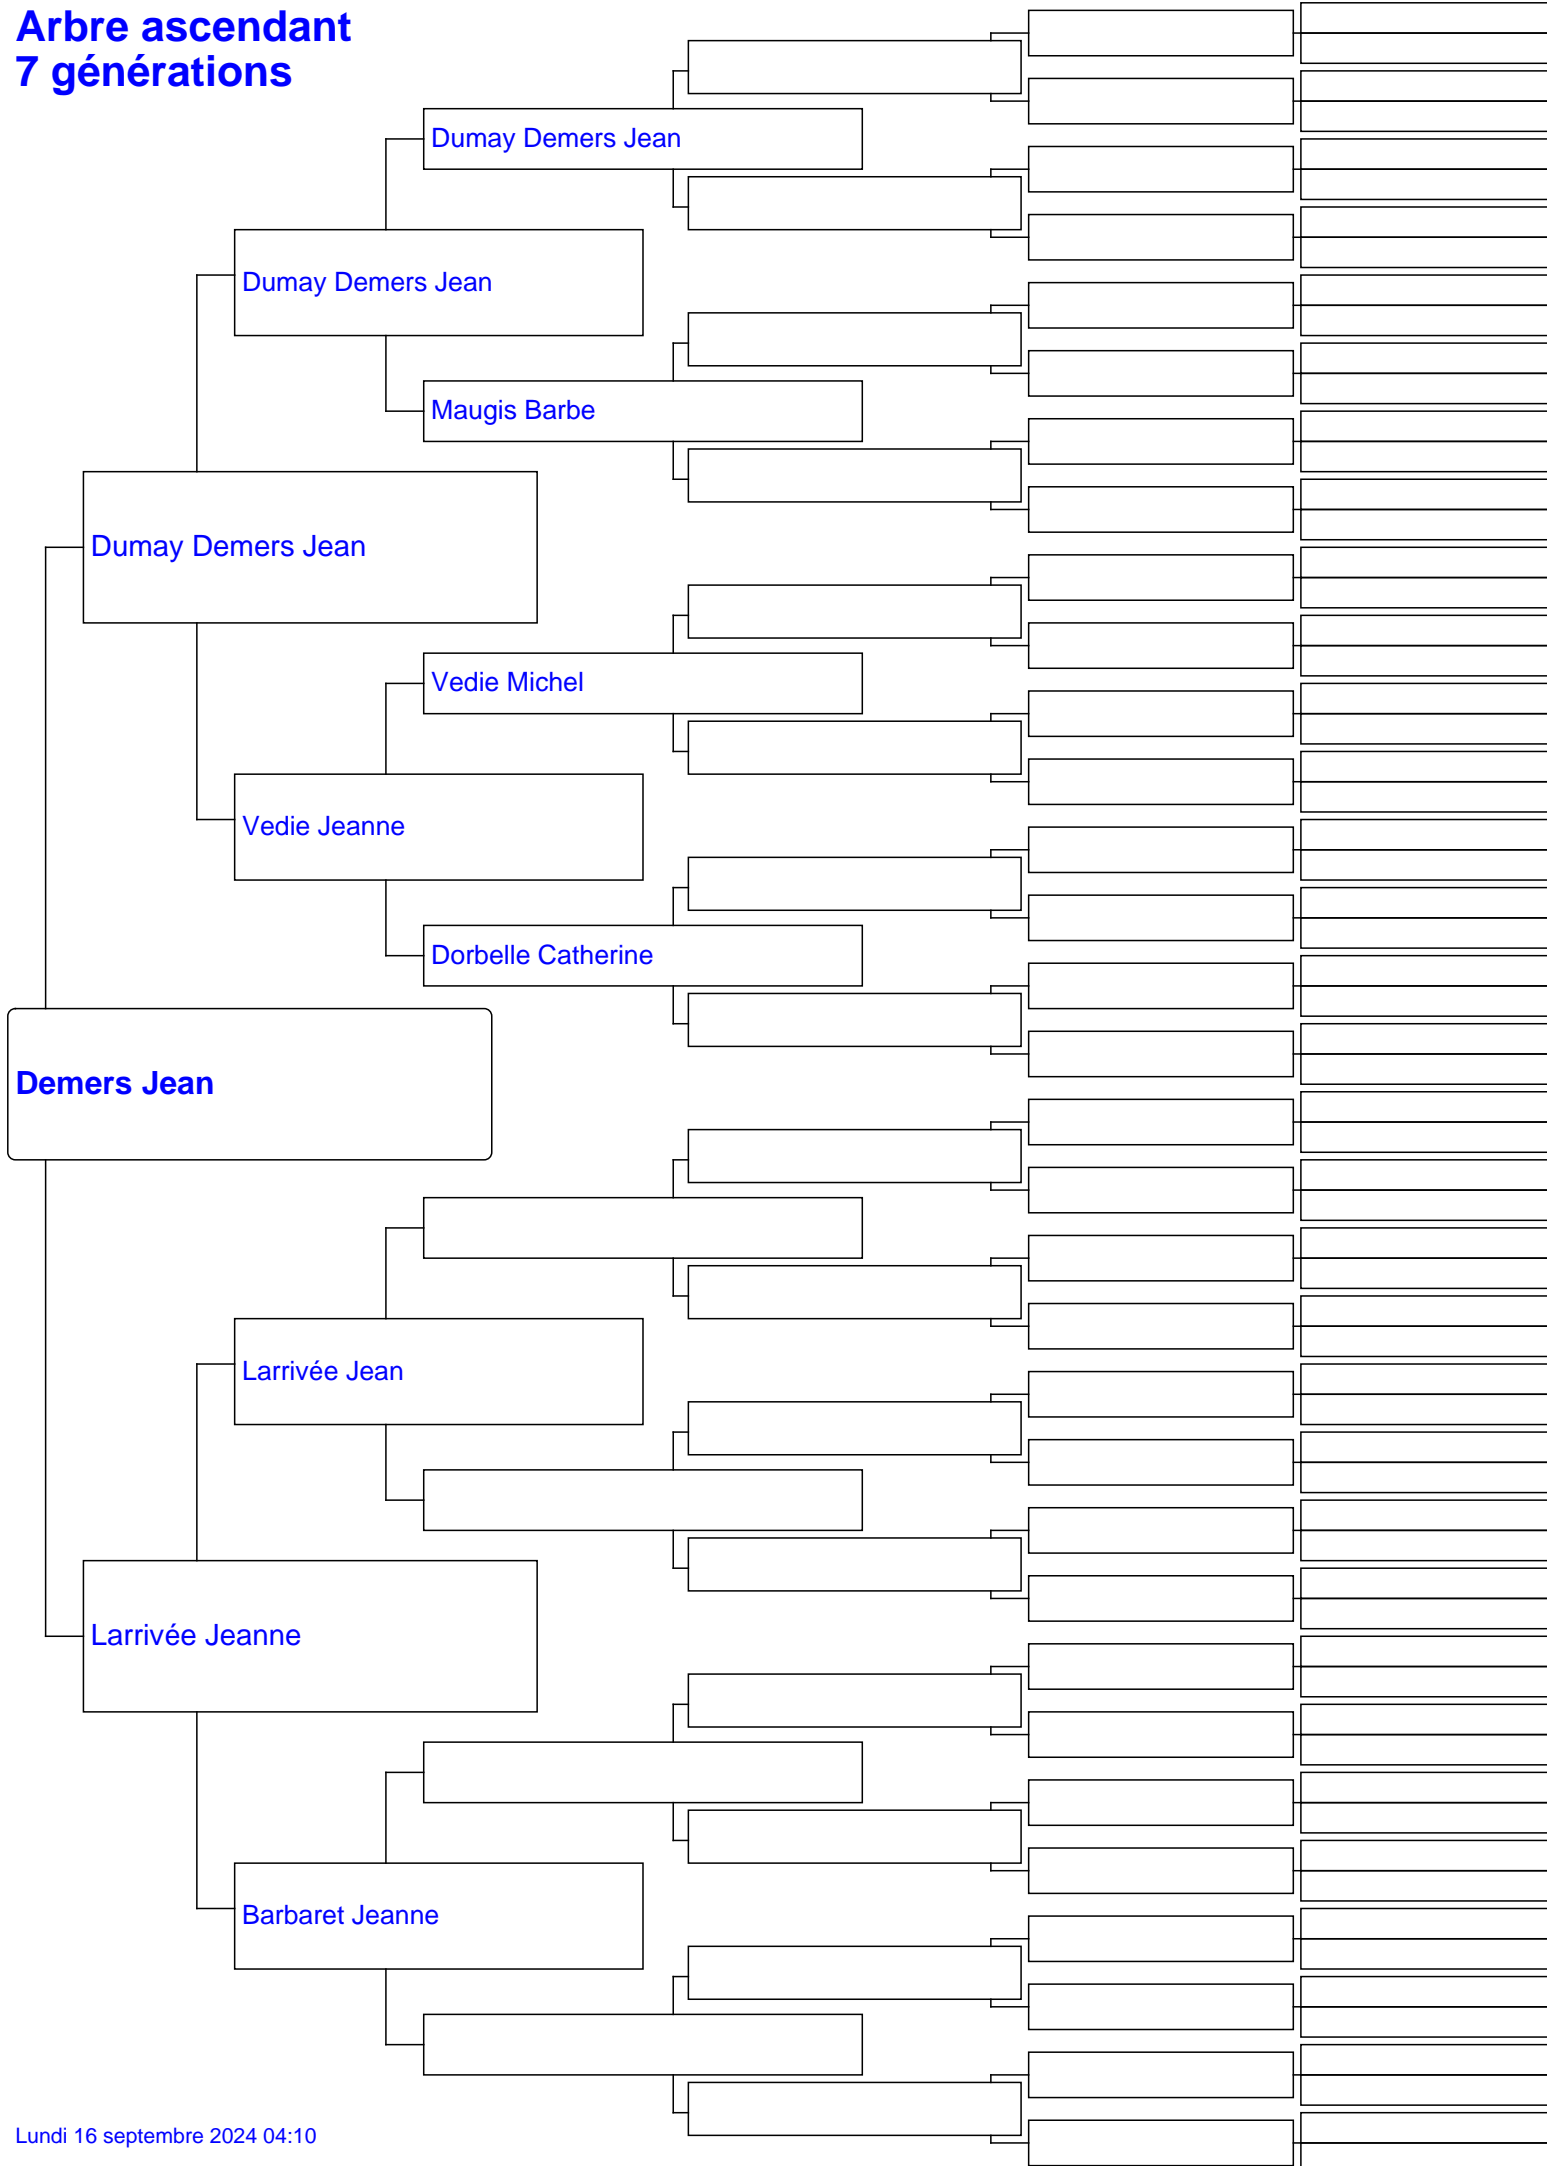 Arbre ascendant
7 générations
Dumay Demers Jean
Dumay Demers Jean
Maugis Barbe
Dumay Demers Jean
Vedie Michel
Vedie Jeanne
Dorbelle Catherine
Demers Jean
Larrivée Jean
Larrivée Jeanne
Barbaret Jeanne
Lundi 16 septembre 2024 04:10